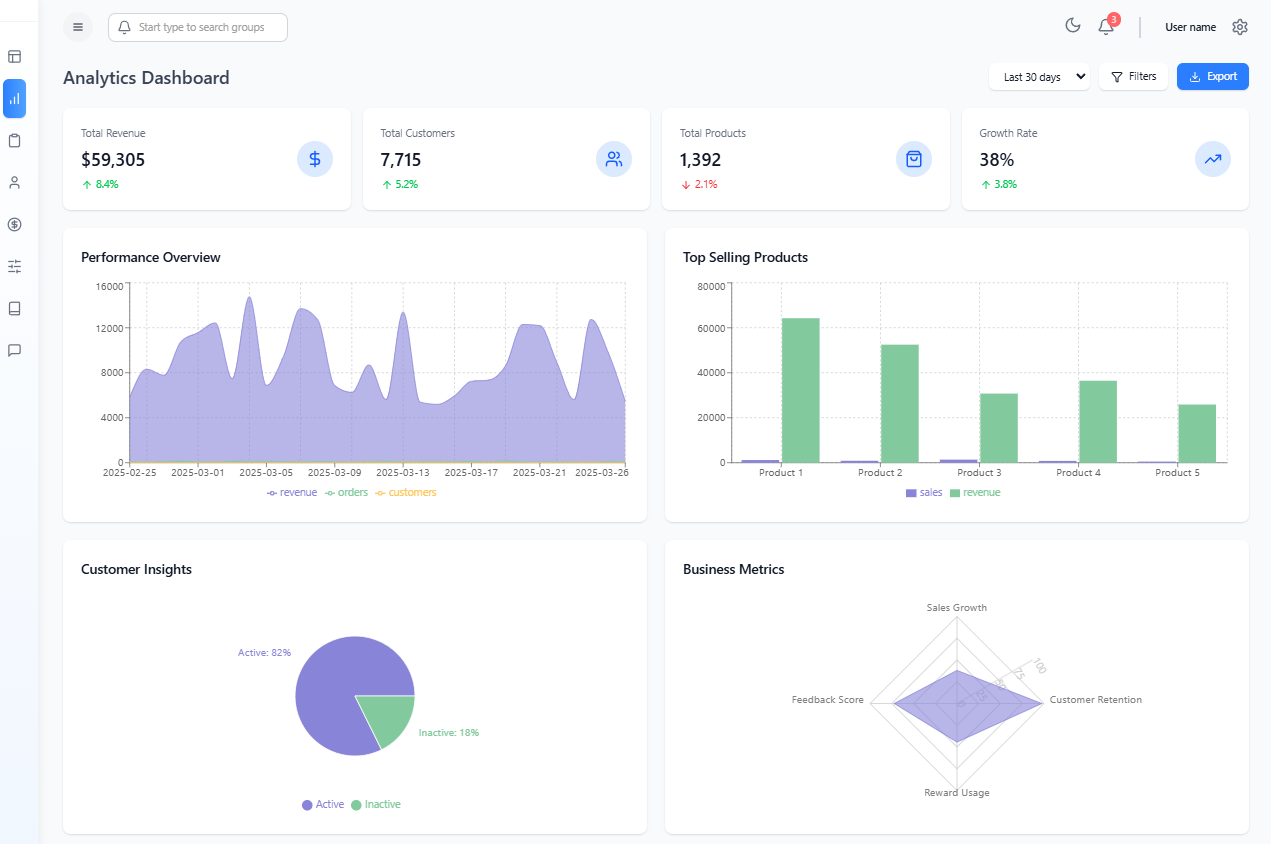 Start type to search groups
3
User name
Analytics Dashboard
Last 30 days
Filters
Export
Total Revenue
$59,305
8.4%
Total Customers
7,715
5.2%
Total Products
1,392
2.1%
Growth Rate
38%
3.8%
Performance Overview
16000
12000
8000
4000
0
2025-02-25 2025-03-01 2025-03-05 2025-03-09 2025-03-13 2025-03-17 2025-03-21 2025-03-26
revenue orders customers
Top Selling Products
80000
60000
40000
20000
0
Product 1 Product 2 Product 3 Product 4 Product 5
sales revenue
Customer Insights
Active: 82%
Inactive: 18%
Active Inactive
Business Metrics
Sales Growth
100
75
50
25
0
Feedback Score
Customer Retention
Reward Usage